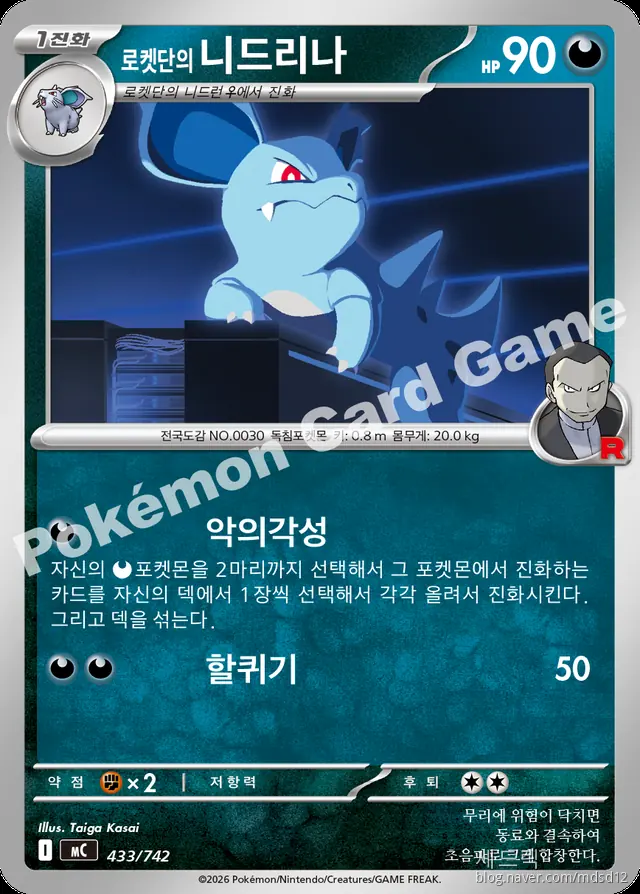 1진화
로켓단의 니드리나
HP 90
로켓단의 니드런♀에서 진화
전국도감 NO.0030 독침포켓몬 키: 0.8 m 몸무게: 20.0 kg
R
Pokémon Card Game
악의각성
자신의 포켓몬을 2마리까지 선택해서 그 포켓몬에서 진화하는
카드를 자신의 덱에서 1장씩 선택해서 각각 올려서 진화시킨다.
그리고 덱을 섞는다.
할퀴기 50
약점 ×2 저항력 후퇴
무리에 위험이 닥치면
동료와 결속하여
초음파로 합창한다.
Illus. Taiga Kasai
I mC 433/742
©2026 Pokémon/Nintendo/Creatures/GAME FREAK.
blog.naver.com/mdsd12